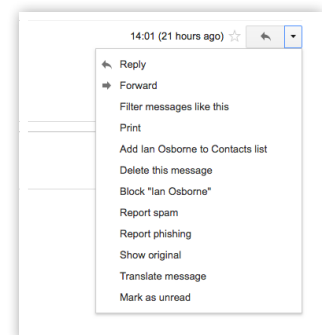 14:01 (21 hours ago)
Reply
Forward
Filter messages like this
Print
Add Ian Osborne to Contacts list
Delete this message
Block "Ian Osborne"
Report spam
Report phishing
Show original
Translate message
Mark as unread